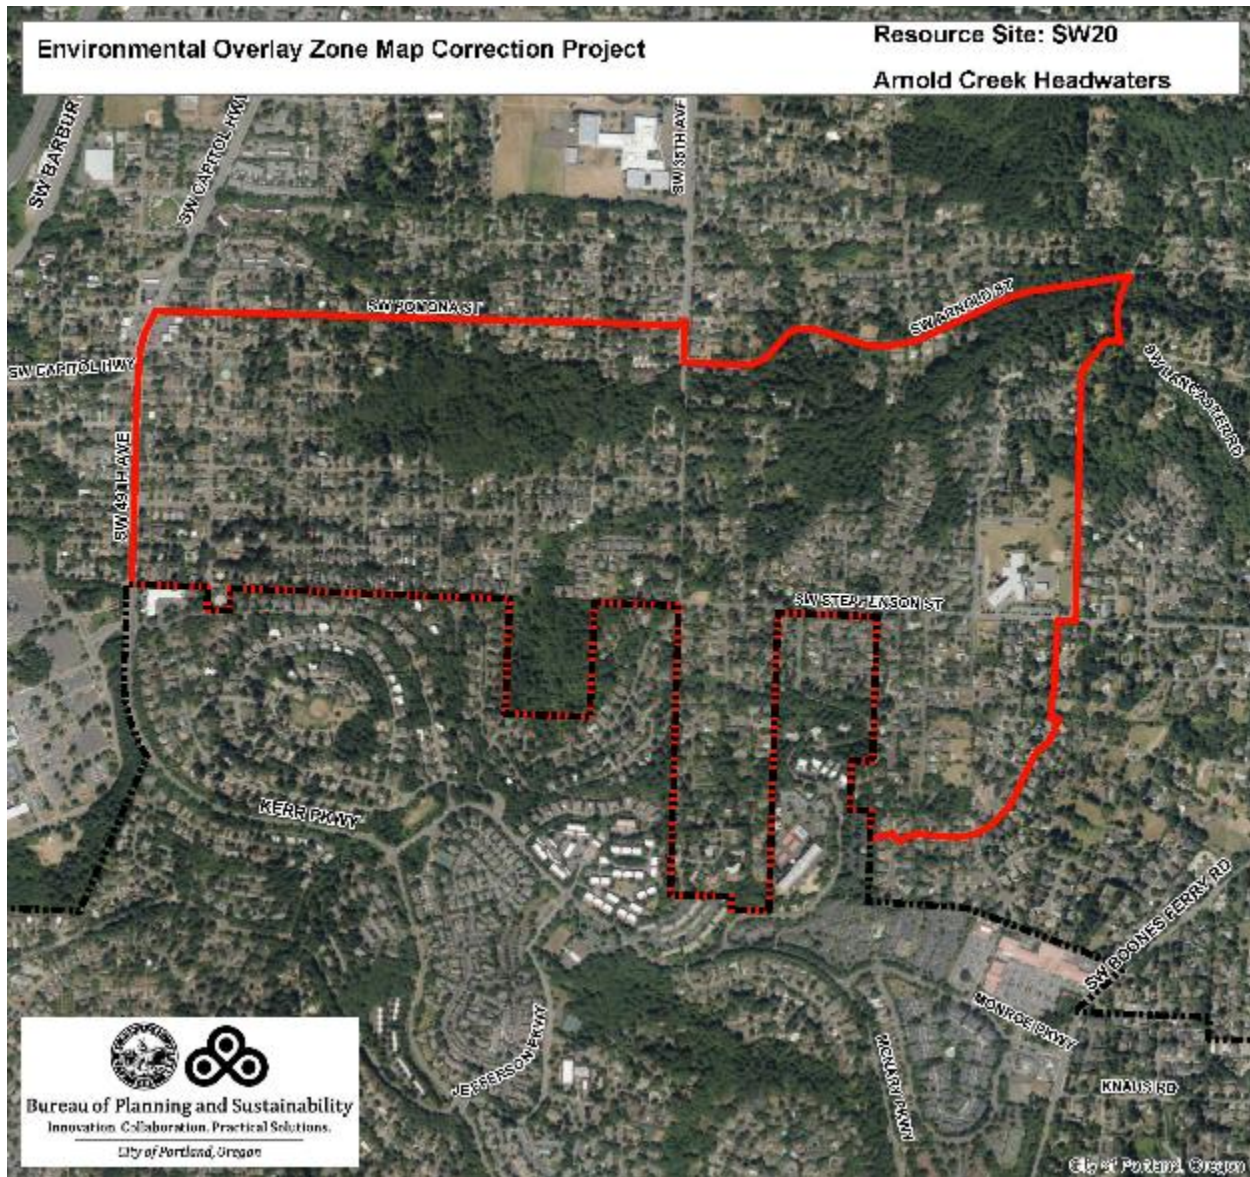 Environmental Overlay Zone Map Correction Project
Resource Site: SW20
Arnold Creek Headwaters
SW BARBUR
SW CAPITOL HWY
SW 35TH AVE
SW POMONA ST
SW ARNOLD ST
SW CAPITOL HWY
SW LANCASTER RD
SW 49TH AVE
SW STEPHENSON ST
KERR PKWY
SW BOONES FERRY RD
MONROE PKWY
JEFFERSON PKWY
MCNARY PKWY
KNAUS RD
Bureau of Planning and Sustainability
Innovation. Collaboration. Practical Solutions.
City of Portland, Oregon
City of Portland, Oregon